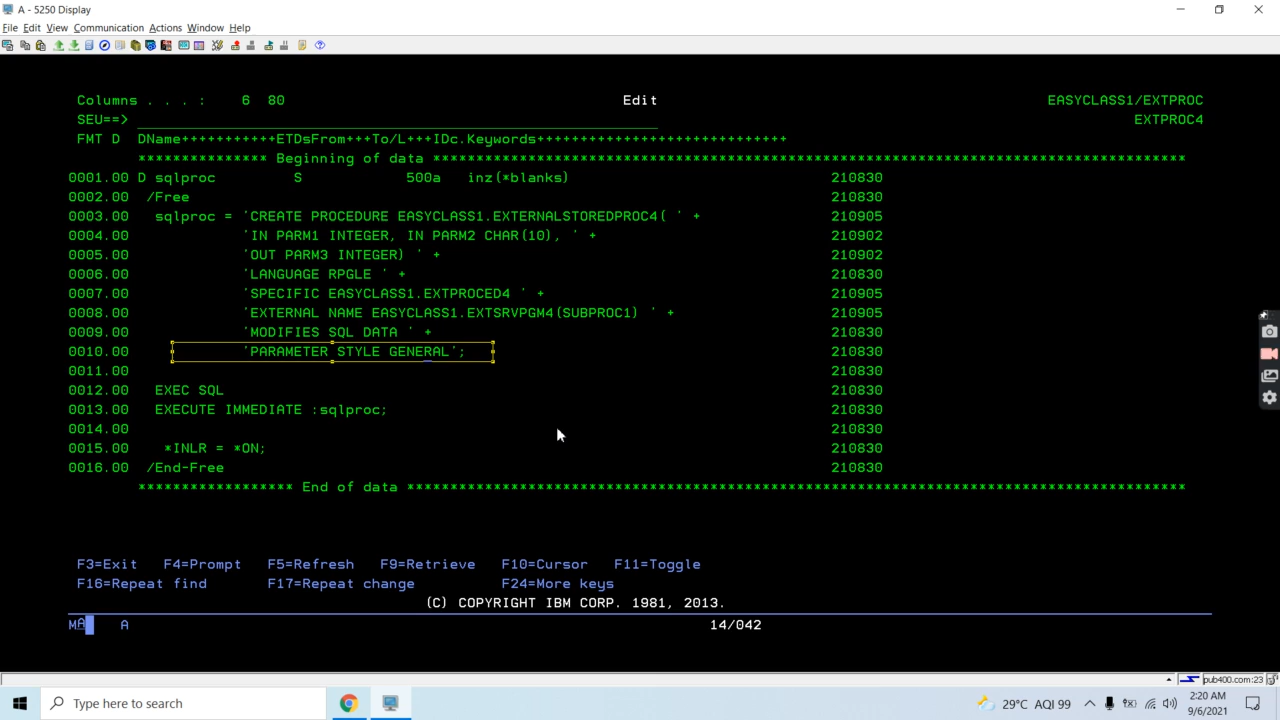 A - 5250 Display
File Edit View Communication Actions Window Help
Columns . . . : 6 80 Edit EASYCLASS1/EXTPROC
SEU==> EXTPROC4
FMT D DName+++++++++++ETDsFrom+++To/L+++IDc.Keywords+++++++++++++++++++++++++++++
*************** Beginning of data ***************************************************************************************
0001.00 D sqlproc S 500a inz(*blanks) 210830
0002.00 /Free 210830
0003.00 sqlproc = 'CREATE PROCEDURE EASYCLASS1.EXTERNALSTOREDPROC4( ' + 210905
0004.00 'IN PARM1 INTEGER, IN PARM2 CHAR(10), ' + 210902
0005.00 'OUT PARM3 INTEGER) ' + 210902
0006.00 'LANGUAGE RPGLE ' + 210830
0007.00 'SPECIFIC EASYCLASS1.EXTPROCED4 ' + 210905
0008.00 'EXTERNAL NAME EASYCLASS1.EXTSRVPGM4(SUBPROC1) ' + 210905
0009.00 'MODIFIES SQL DATA ' + 210830
0010.00 'PARAMETER STYLE GENERAL'; 210830
0011.00 210830
0012.00 EXEC SQL 210830
0013.00 EXECUTE IMMEDIATE :sqlproc; 210830
0014.00 210830
0015.00 *INLR = *ON; 210830
0016.00 /End-Free 210830
****************** End of data ******************************************************************************************
F3=Exit F4=Prompt F5=Refresh F9=Retrieve F10=Cursor F11=Toggle
F16=Repeat find F17=Repeat change F24=More keys
(C) COPYRIGHT IBM CORP. 1981, 2013.
MA A 14/042
pub400.com:23
Type here to search 29°C AQI 99 2:20 AM
9/6/2021